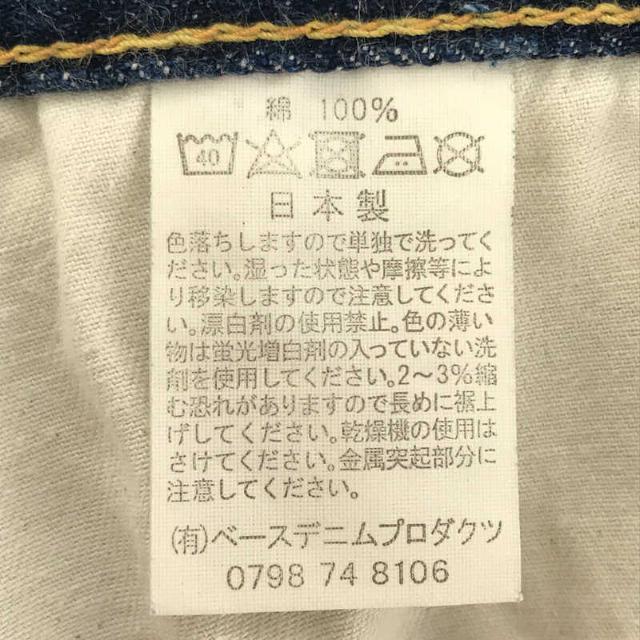 綿 100%
40
日本製
色落ちしますので単独で洗ってく
ださい。湿った状態や摩擦等によ
り移染しますので注意してくださ
い。漂白剤の使用禁止。色の薄い
物は蛍光増白剤の入っていない洗
剤を使用してください。2～3%縮
む恐れがありますので長めに裾上
げしてください。乾燥機の使用は
さけてください。金属突起部分に
注意してください。
(有)ベースデニムプロダクツ
0798 74 8106